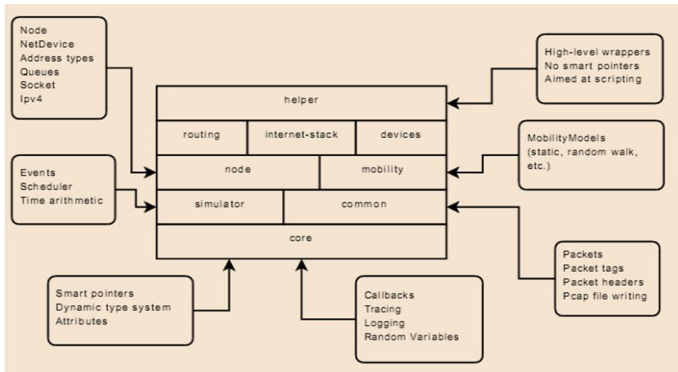 Node
NetDevice
Address types
Queues
Socket
Ipv4
High-level wrappers
No smart pointers
Aimed at scripting
helper
routing
internet-stack
devices
MobilityModels
(static, random walk,
etc.)
node
mobility
Events
Scheduler
Time arithmetic
simulator
common
core
Packets
Packet tags
Packet headers
Pcap file writing
Smart pointers
Dynamic type system
Attributes
Callbacks
Tracing
Logging
Random Variables